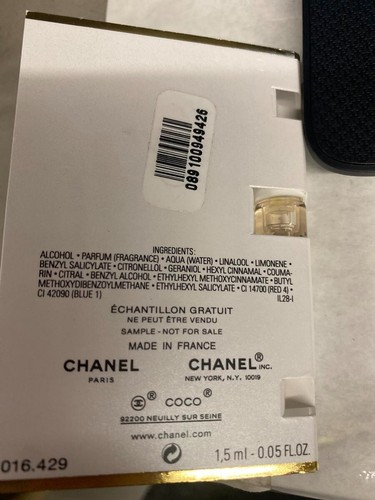 089100949426
INGREDIENTS:
ALCOHOL • PARFUM (FRAGRANCE) • AQUA (WATER) • LINALOOL • LIMONENE •
BENZYL SALICYLATE • CITRONELLOL • GERANIOL • HEXYL CINNAMAL • COUMA-
RIN • CITRAL • BENZYL ALCOHOL • ETHYLHEXYL METHOXYCINNAMATE • BUTYL
METHOXYDIBENZOYLMETHANE • ETHYLHEXYL SALICYLATE • CI 14700 (RED 4) •
CI 42090 (BLUE 1) IL28-I
ÉCHANTILLON GRATUIT
NE PEUT ÊTRE VENDU
SAMPLE - NOT FOR SALE
MADE IN FRANCE
CHANEL CHANEL® INC.
PARIS NEW YORK, N.Y. 10019
® COCO®
92200 NEUILLY SUR SEINE
www.chanel.com
016.429 1,5 ml - 0.05 FL.OZ.